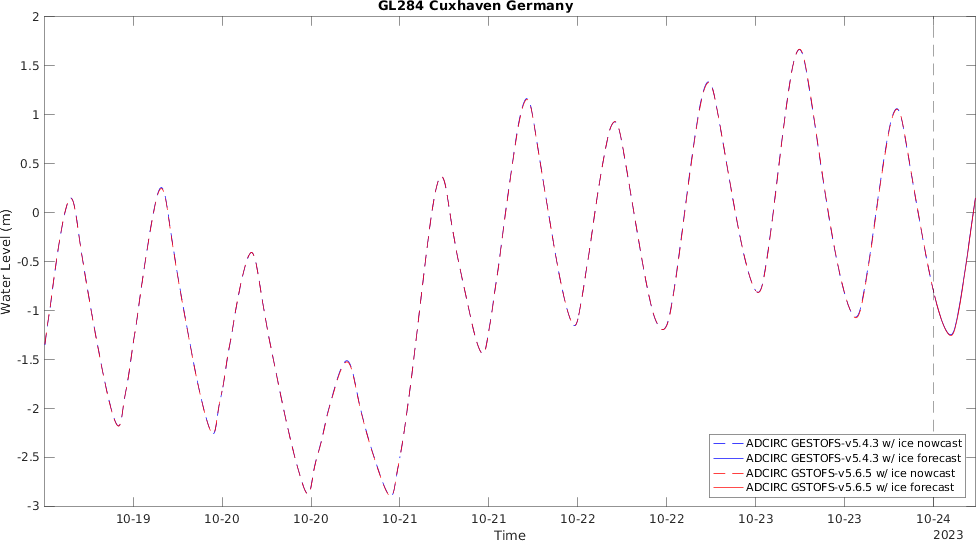 GL284 Cuxhaven Germany
2
1.5
1
0.5
0
-0.5
-1
-1.5
-2
-2.5
-3
Water Level (m)
ADCIRC GESTOFS-v5.4.3 w/ ice nowcast
ADCIRC GESTOFS-v5.4.3 w/ ice forecast
ADCIRC GSTOFS-v5.6.5 w/ ice nowcast
ADCIRC GSTOFS-v5.6.5 w/ ice forecast
10-19 10-20 10-20 10-21 10-21 10-22 10-22 10-23 10-23 10-24
Time 2023